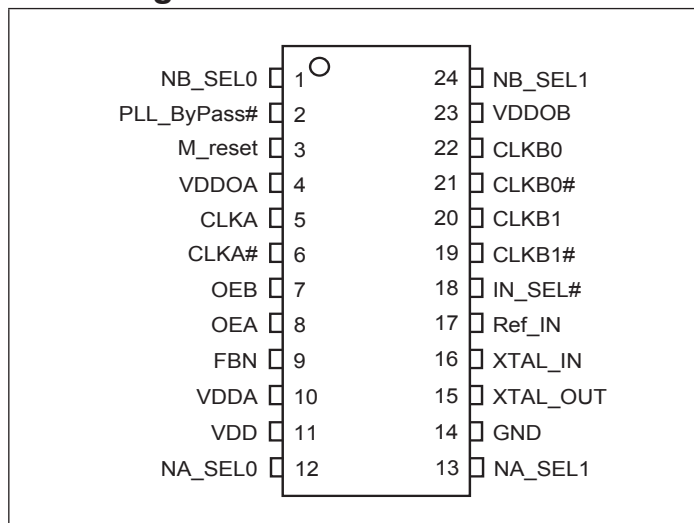 NB_SEL0 1 24 NB_SEL1
PLL_ByPass# 2 23 VDDOB
M_reset 3 22 CLKB0
VDDOA 4 21 CLKB0#
CLKA 5 20 CLKB1
CLKA# 6 19 CLKB1#
OEB 7 18 IN_SEL#
OEA 8 17 Ref_IN
FBN 9 16 XTAL_IN
VDDA 10 15 XTAL_OUT
VDD 11 14 GND
NA_SEL0 12 13 NA_SEL1